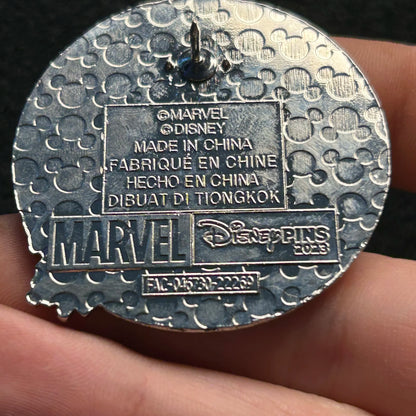 ©MARVEL
©DISNEY
MADE IN CHINA
FABRIQUÉ EN CHINE
HECHO EN CHINA
DIBUAT DI TIONGKOK
MARVEL
Disney PINS
2023
FAC-046730-22269